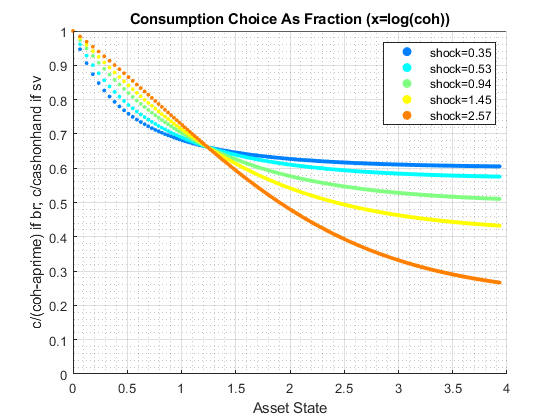 Consumption Choice As Fraction (x=log(coh))
c/(coh-aprime) if br, c/cashonhand if sv
1
0.9
0.8
0.7
0.6
0.5
0.4
0.3
0.2
0.1
0
shock=0.35
shock=0.53
shock=0.94
shock=1.45
shock=2.57
0 0.5 1 1.5 2 2.5 3 3.5 4
Asset State